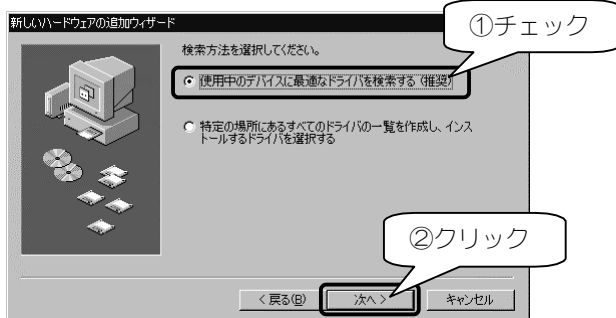 新しいハードウェアの追加ウィザード
①チェック
検索方法を選択してください。
使用中のデバイスに最適なドライバを検索する (推奨)
特定の場所にあるすべてのドライバの一覧を作成し、インス
トールするドライバを選択する
②クリック
< 戻る(B)
次へ >
キャンセル